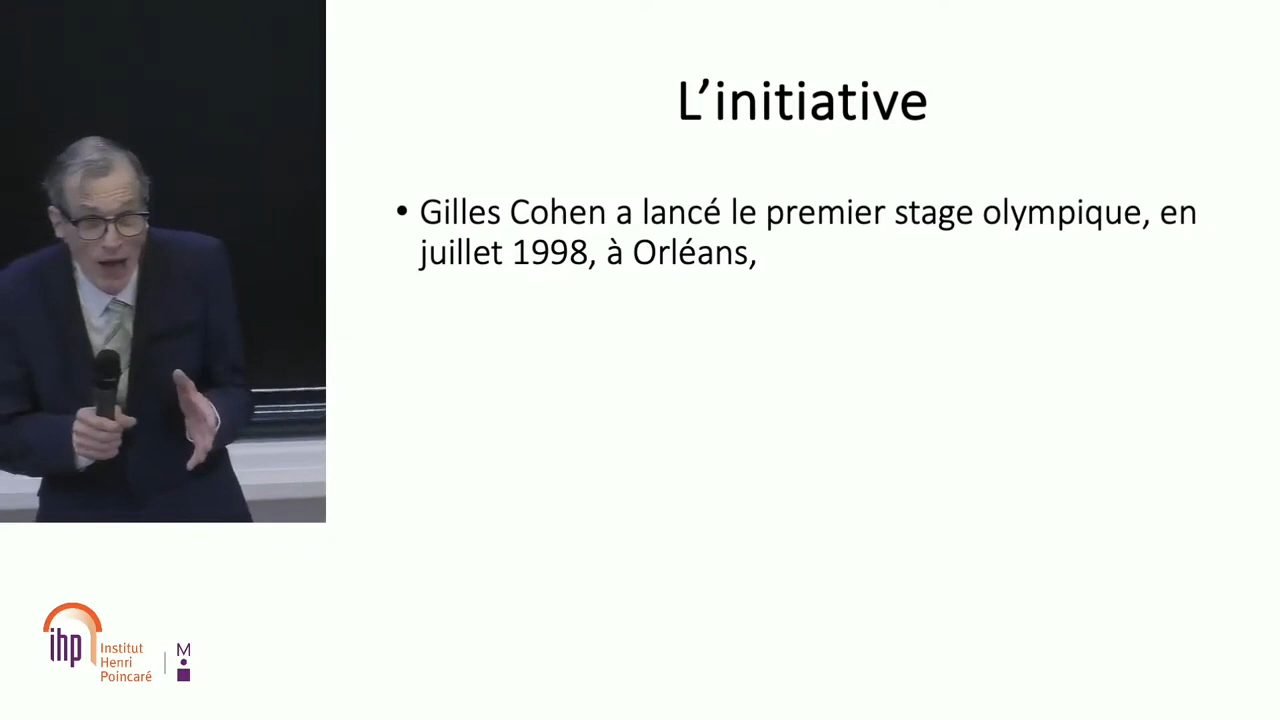 L’initiative
• Gilles Cohen a lancé le premier stage olympique, en
juillet 1998, à Orléans,
ihp
Institut
Henri
Poincaré
M